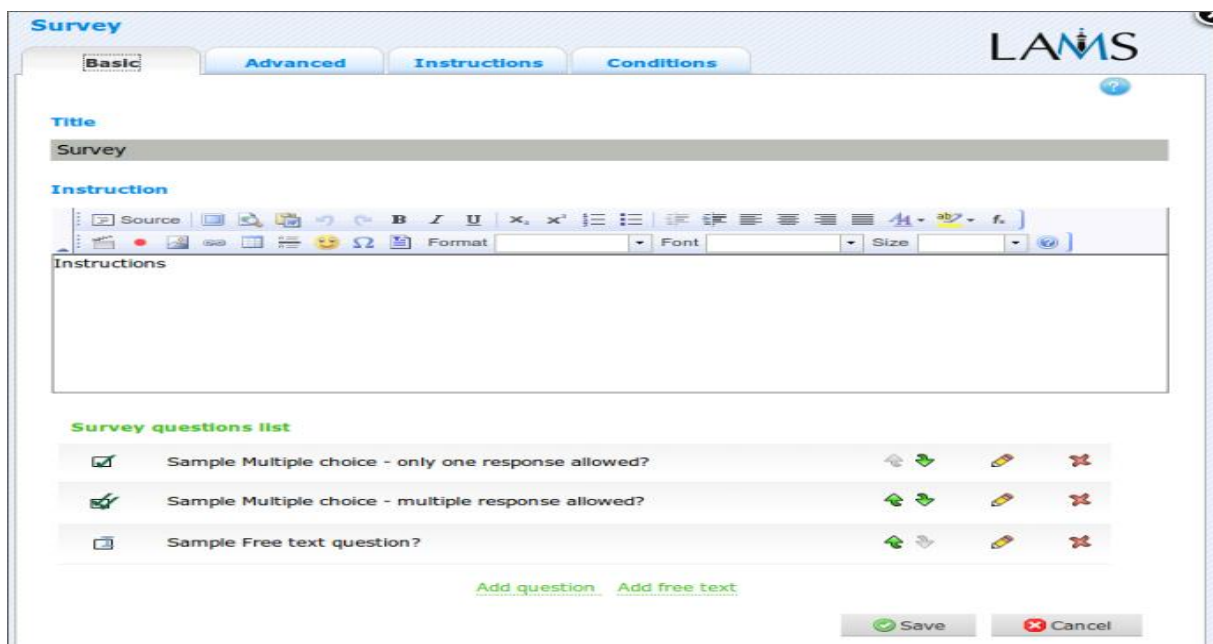 Survey
LAMS
Basic Advanced Instructions Conditions
Title
Survey
Instruction
Source B I U
Format Font Size
Instructions
Survey questions list
Sample Multiple choice - only one response allowed?
Sample Multiple choice - multiple response allowed?
Sample Free text question?
Add question Add free text
Save Cancel